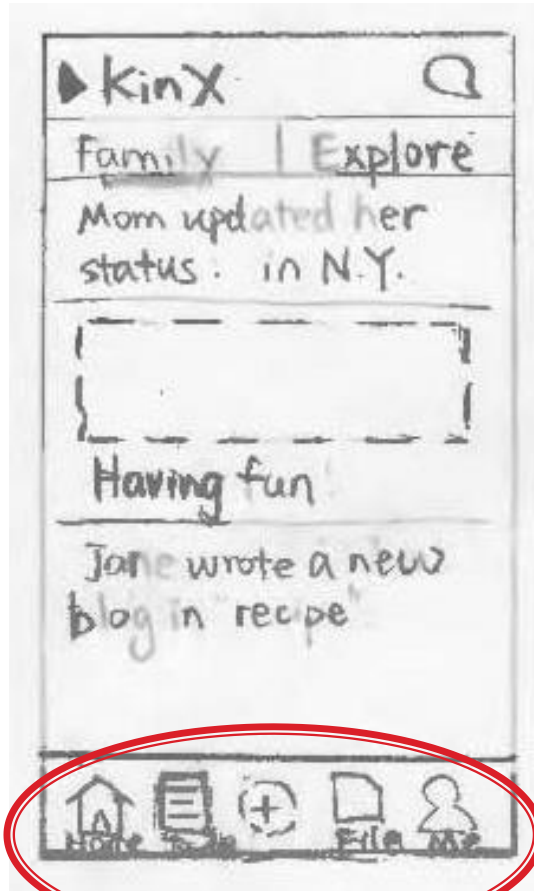 KinX
Family | Explore
Mom updated her
status: in N.Y.
Having fun!
Jane wrote a new
blog in "recipe"
Home File Me